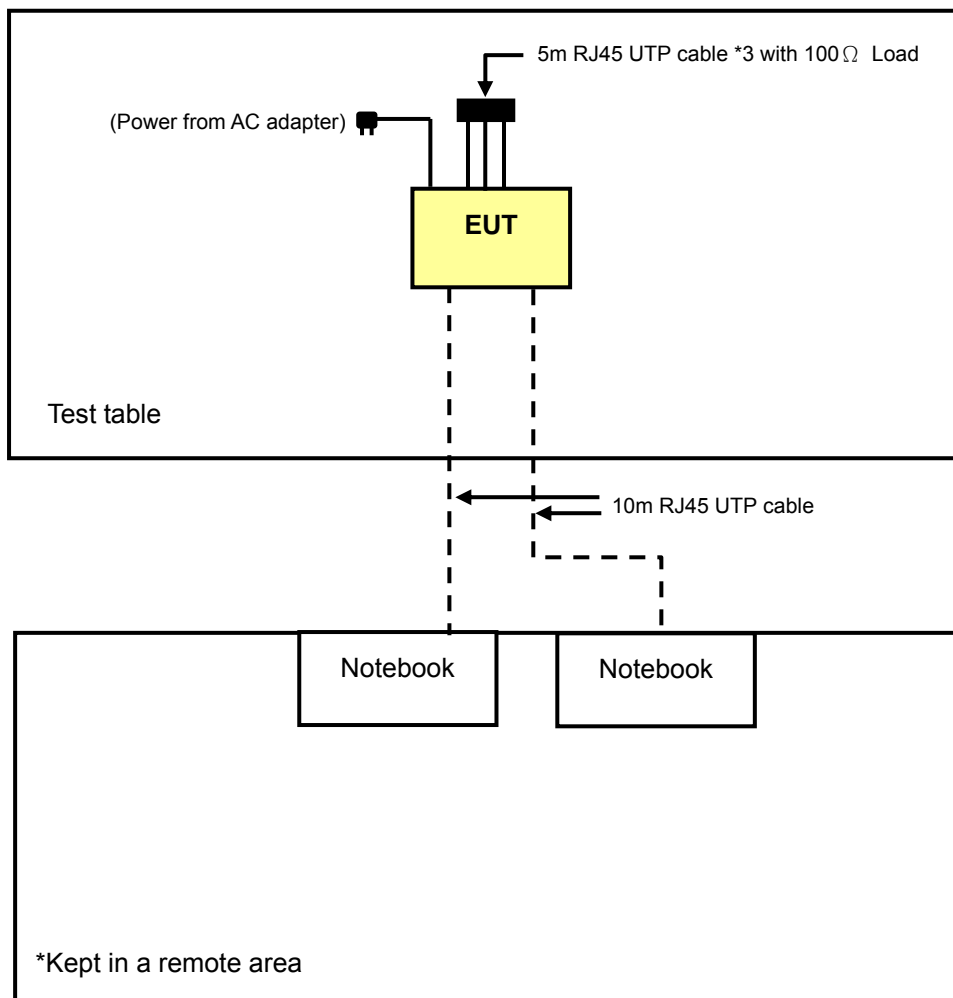 5m RJ45 UTP cable *3 with 100Ω Load
(Power from AC adapter)
EUT
Test table
10m RJ45 UTP cable
Notebook
Notebook
*Kept in a remote area